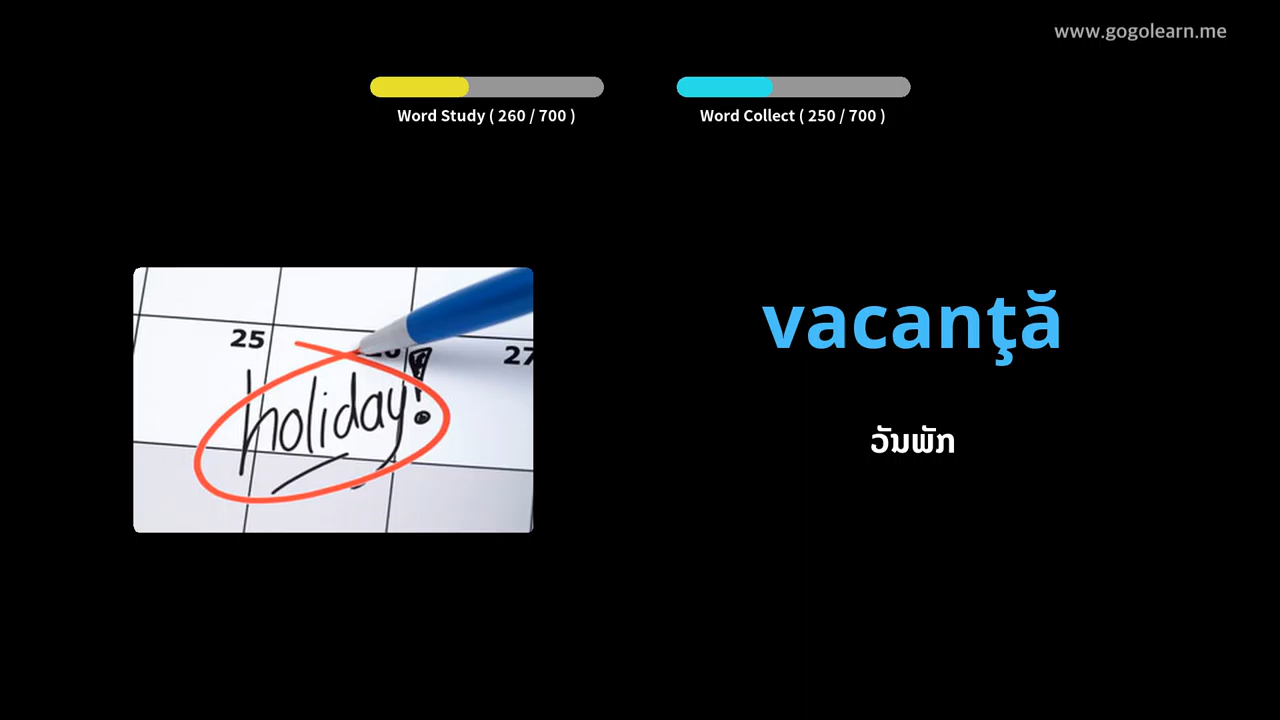 www.gogolearn.me
Word Study ( 260 / 700 )
Word Collect ( 250 / 700 )
25
27
holiday!
vacanţă
ວັນພັກ